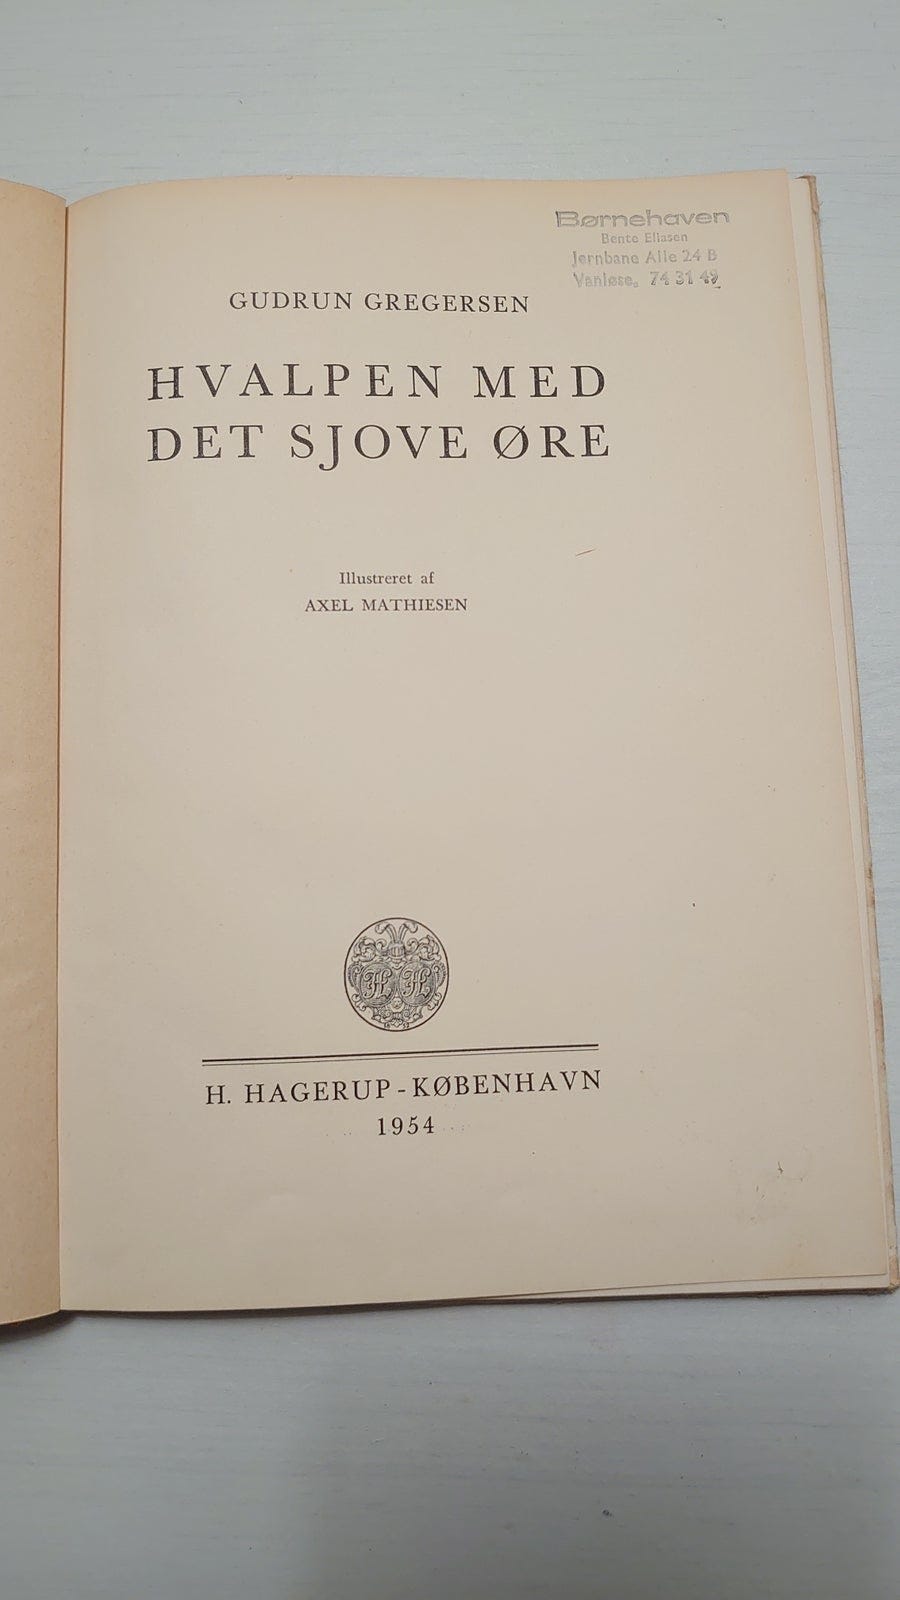 Børnehaven
Bente Eliasen
Jernbane Alle 24 B
Vanløse. 74 31 49
GUDRUN GREGERSEN
HVALPEN MED
DET SJOVE ØRE
Illustreret af
AXEL MATHIESEN
H H
H. HAGERUP - KØBENHAVN
1954